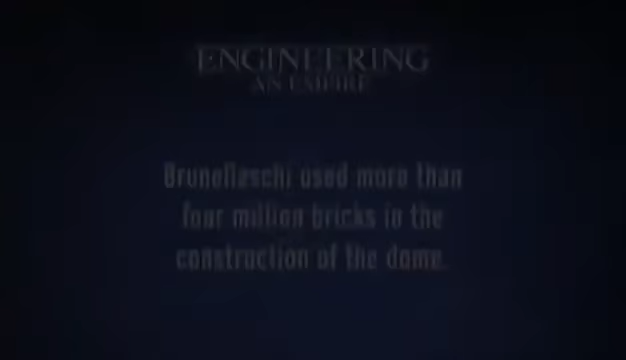 ENGINEERING
AN EMPIRE
Brunelleschi used more than
four million bricks in the
construction of the dome.